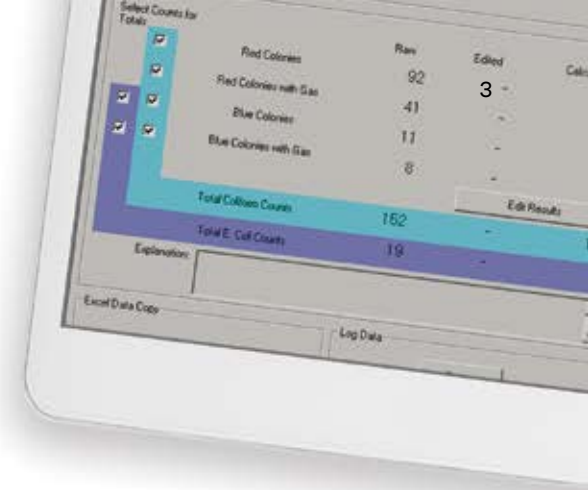 Select Counts for
Totals
Raw Edited Calc
Red Colonies 92 3 -
Red Colonies with Gas 41 -
Blue Colonies 11 -
Blue Colonies with Gas 8 -
Edit Results
Total Coliform Counts 152 -
Total E. Coli Counts 19 -
Explanation:
Excel Data Copy Log Data